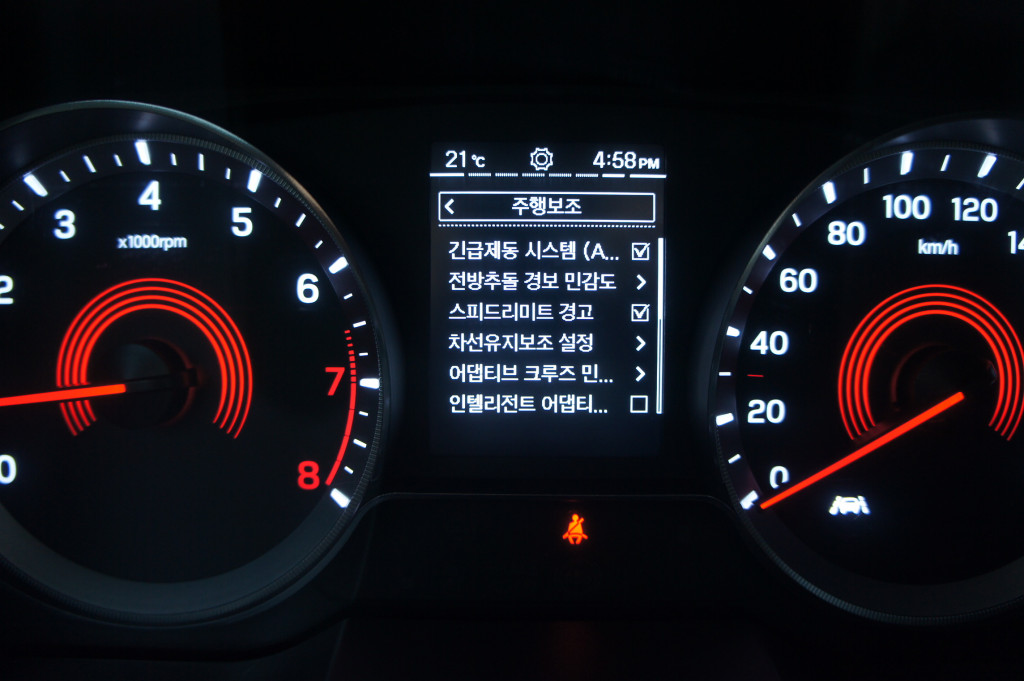 21°C 4:58 PM
주행보조
긴급제동 시스템 (A...
전방추돌 경보 민감도
스피드리미트 경고
차선유지보조 설정
어댑티브 크루즈 민...
인텔리전트 어댑티...
0
2
3
4
5
6
7
8
x1000rpm
0
20
40
60
80
100
120
14
km/h